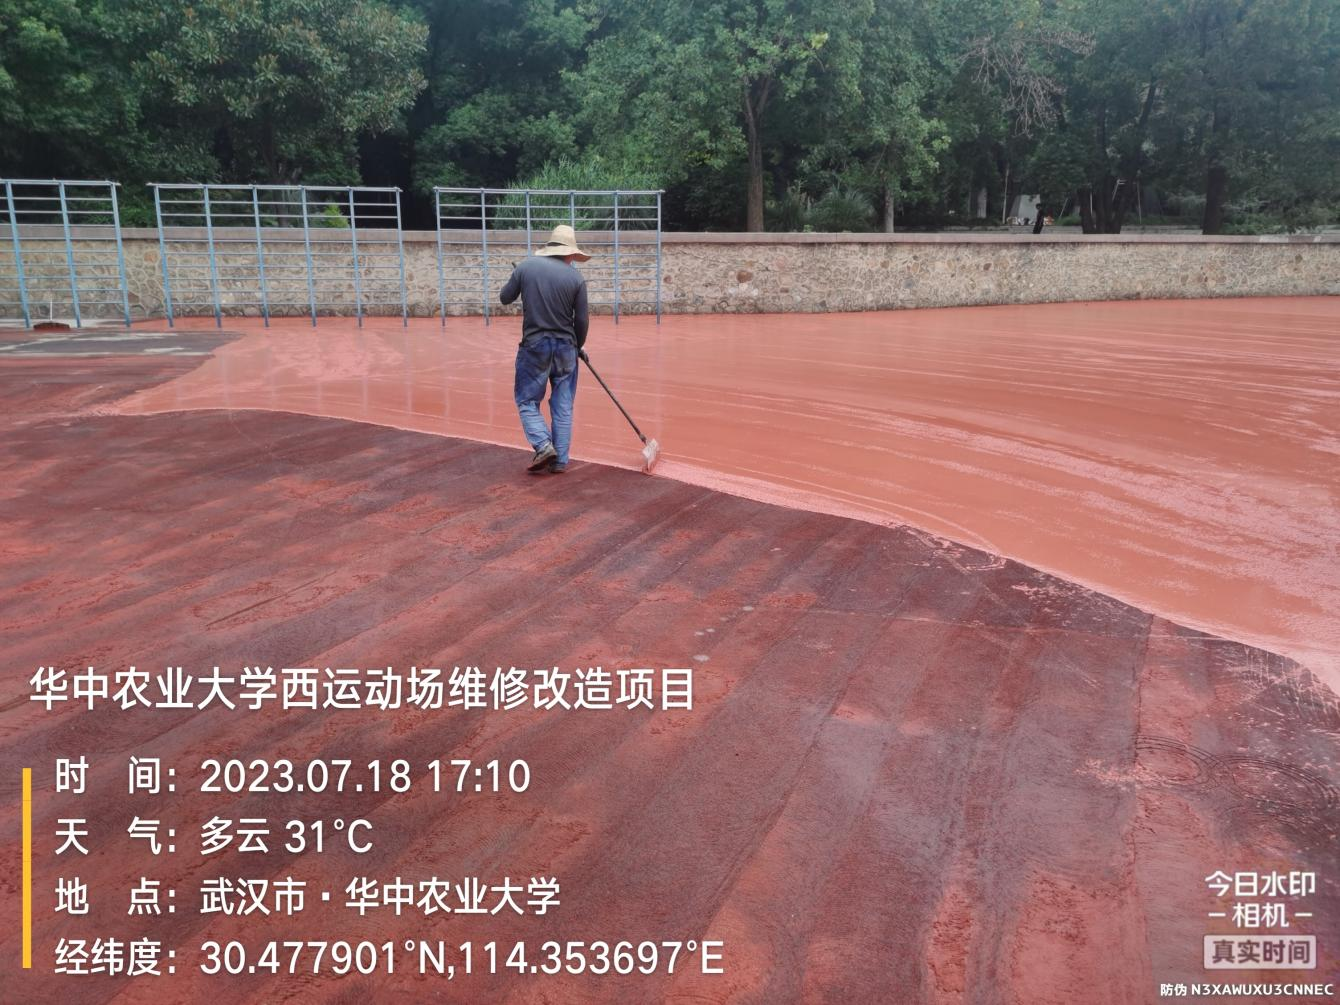 华中农业大学西运动场维修改造项目
时 间：2023.07.18 17:10
天 气：多云 31°C
地 点：武汉市·华中农业大学
经纬度：30.477901°N,114.353697°E
今日水印
-相机-
真实时间
防伪 N3XAWUXU3CNNEC